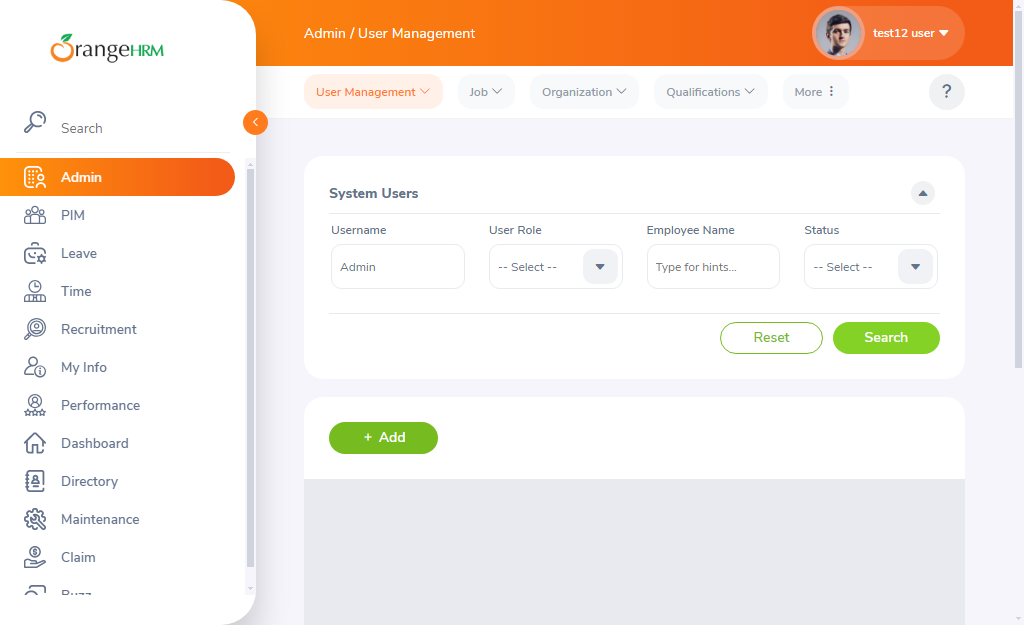 OrangeHRM
Search
Admin
PIM
Leave
Time
Recruitment
My Info
Performance
Dashboard
Directory
Maintenance
Claim
Buzz
Admin / User Management
test12 user
User Management
Job
Organization
Qualifications
More
?
System Users
Username
User Role
Employee Name
Status
Admin
-- Select --
Type for hints...
-- Select --
Reset
Search
+ Add